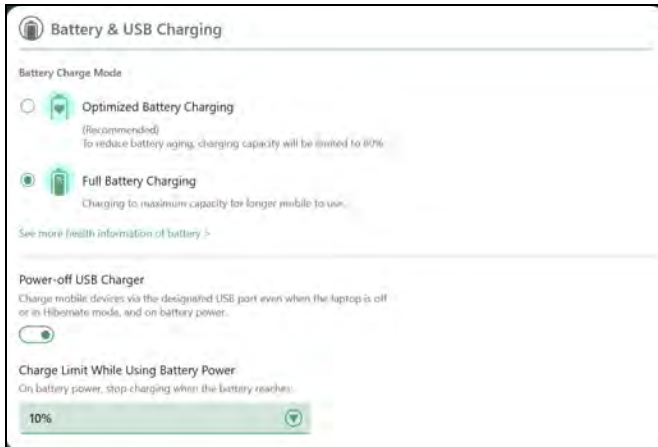 Battery & USB Charging
Battery Charge Mode
Optimized Battery Charging
(Recommended)
To reduce battery aging, charging capacity will be limited to 80%
Full Battery Charging
Charging to maximum capacity for longer mobile to use.
See more health information of battery >
Power-off USB Charger
Charge mobile devices via the designated USB port even when the laptop is off
or in Hibernate mode, and on battery power.
Charge Limit While Using Battery Power
On battery power, stop charging when the battery reaches:
10%